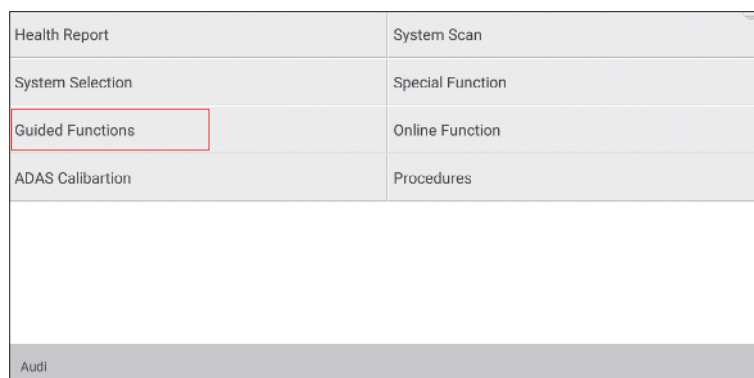 Health Report
System Scan
System Selection
Special Function
Guided Functions
Online Function
ADAS Calibartion
Procedures
Audi